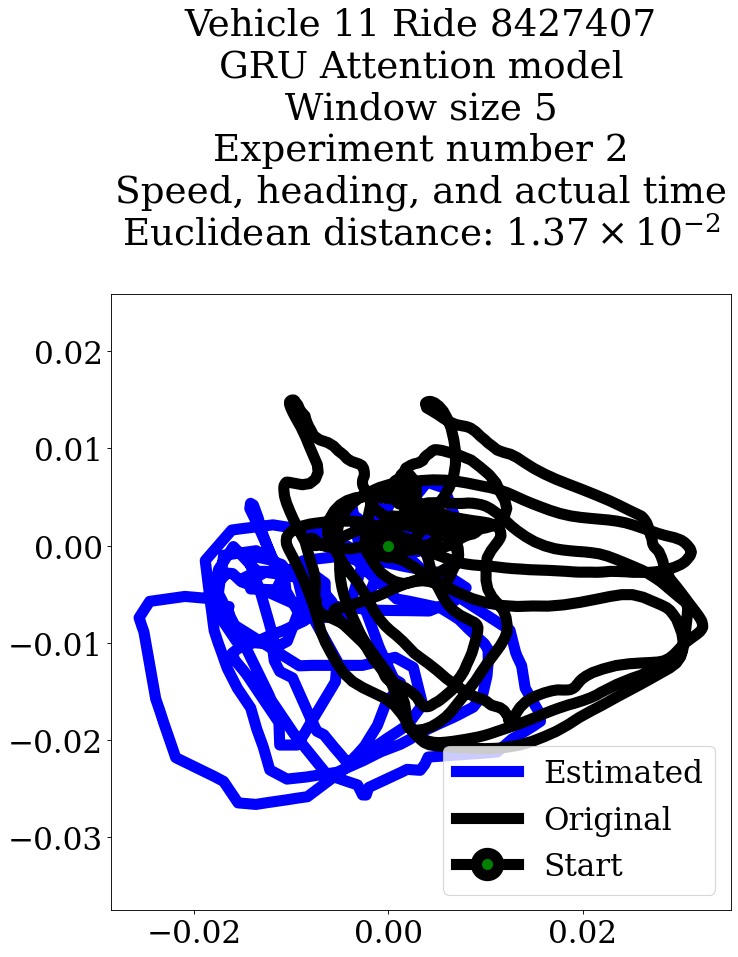 Vehicle 11 Ride 8427407
GRU Attention model
Window size 5
Experiment number 2
Speed, heading, and actual time
Euclidean distance: 1.37 × 10⁻²
0.02
0.01
0.00
−0.01
−0.02
−0.03
Estimated
Original
Start
−0.02 0.00 0.02